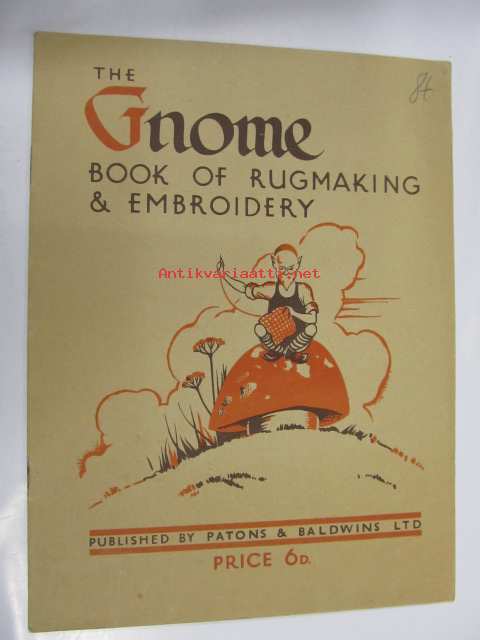 THE
Gnome
BOOK OF RUGMAKING
& EMBROIDERY
84
Antikvariaatti.net
PUBLISHED BY PATONS & BALDWINS LTD
PRICE 6D.